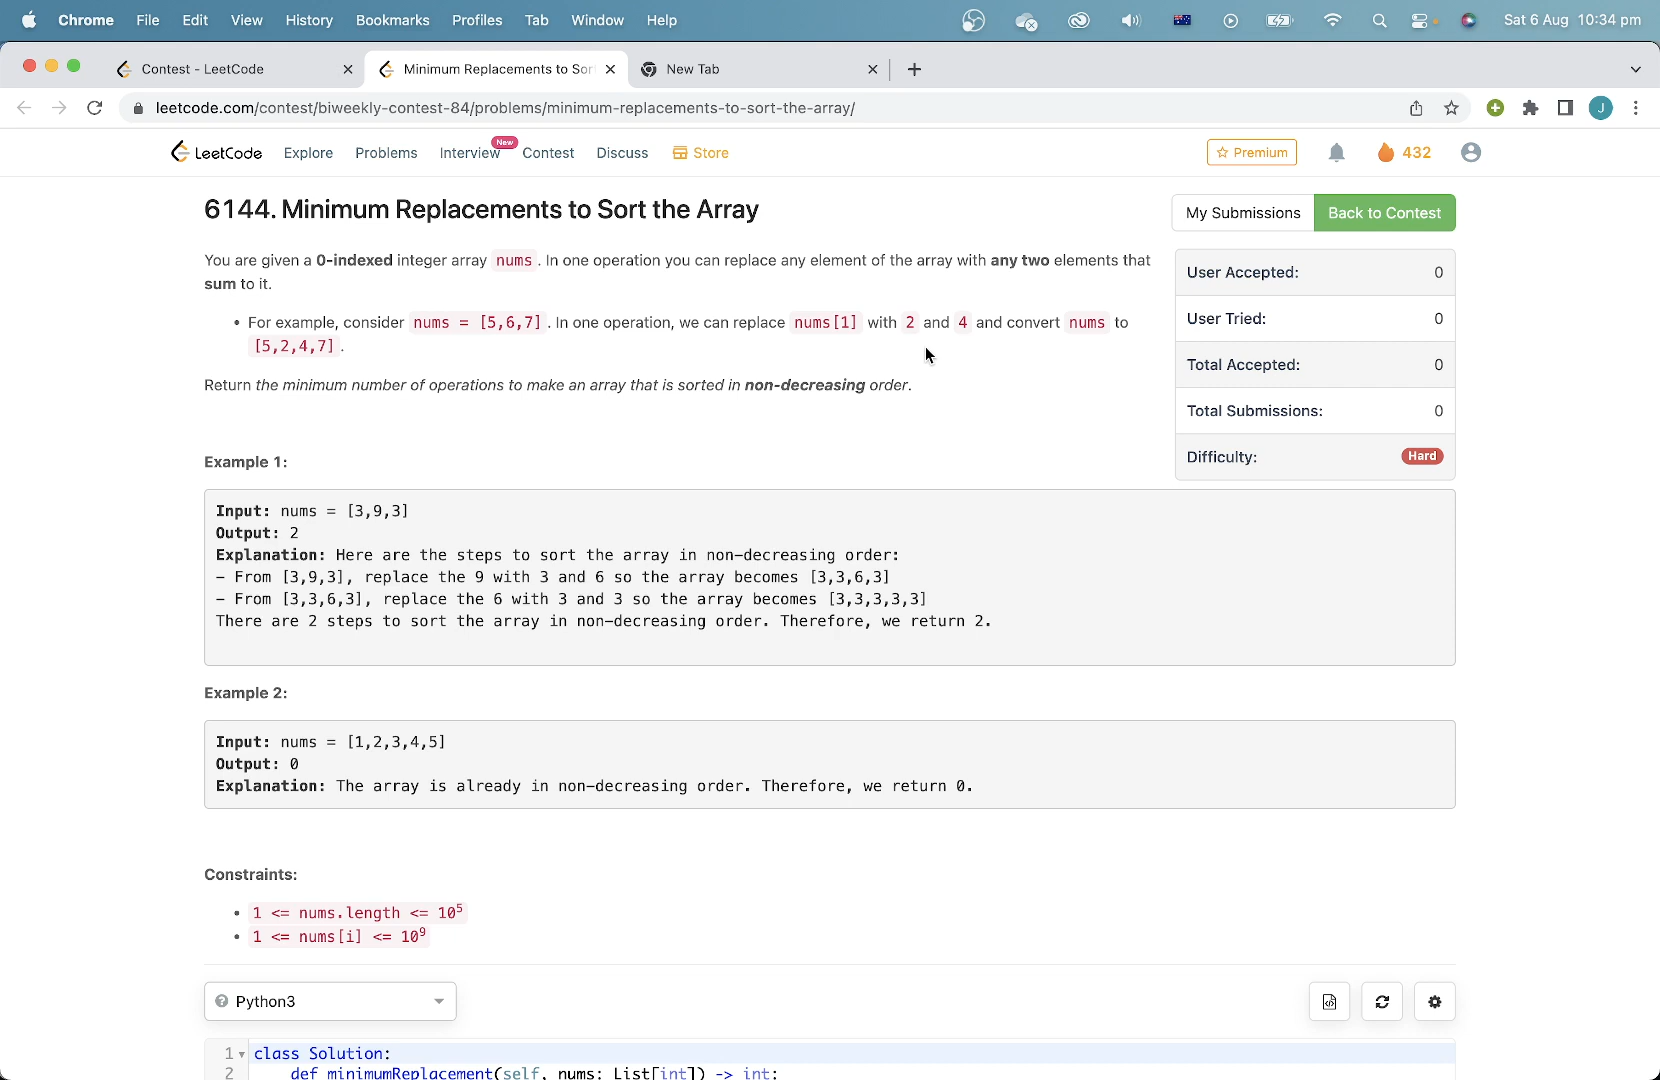 Chrome File Edit View History Bookmarks Profiles Tab Window Help Sat 6 Aug 10:34 pm
Contest - LeetCode Minimum Replacements to Sor New Tab
leetcode.com/contest/biweekly-contest-84/problems/minimum-replacements-to-sort-the-array/ J
LeetCode Explore Problems Interview New Contest Discuss Store Premium 432
6144. Minimum Replacements to Sort the Array
My Submissions Back to Contest
You are given a 0-indexed integer array nums . In one operation you can replace any element of the array with any two elements that
sum to it.
• For example, consider nums = [5,6,7] . In one operation, we can replace nums[1] with 2 and 4 and convert nums to
[5,2,4,7] .
Return the minimum number of operations to make an array that is sorted in non-decreasing order.
User Accepted: 0
User Tried: 0
Total Accepted: 0
Total Submissions: 0
Difficulty: Hard
Example 1:
Input: nums = [3,9,3]
Output: 2
Explanation: Here are the steps to sort the array in non-decreasing order:
- From [3,9,3], replace the 9 with 3 and 6 so the array becomes [3,3,6,3]
- From [3,3,6,3], replace the 6 with 3 and 3 so the array becomes [3,3,3,3,3]
There are 2 steps to sort the array in non-decreasing order. Therefore, we return 2.
Example 2:
Input: nums = [1,2,3,4,5]
Output: 0
Explanation: The array is already in non-decreasing order. Therefore, we return 0.
Constraints:
• 1 <= nums.length <= 10⁵
• 1 <= nums[i] <= 10⁹
Python3
1 class Solution:
2 def minimumReplacement(self, nums: List[int]) -> int: